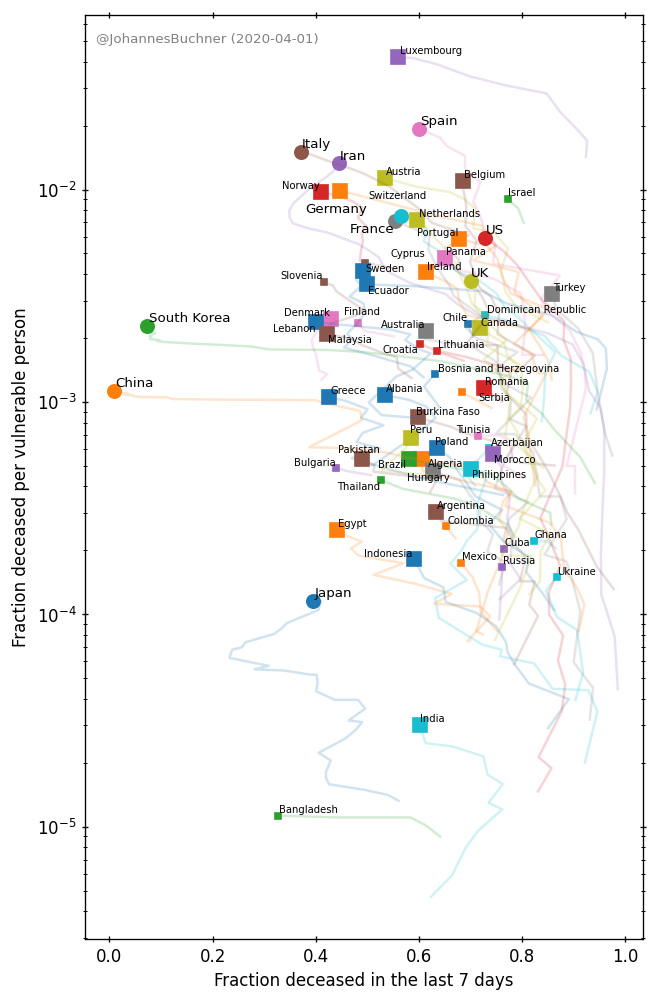 @JohannesBuchner (2020-04-01)
Luxembourg
Spain
Italy
Iran
Austria
Belgium
Norway
Switzerland
Israel
Germany
Netherlands
France
Portugal
US
Cyprus
Panama
Sweden
Ireland
UK
Slovenia
Ecuador
Turkey
South Korea
Denmark
Finland
Chile
Dominican Republic
Lebanon
Australia
Canada
Malaysia
Croatia
Lithuania
Bosnia and Herzegovina
China
Greece
Albania
Romania
Serbia
Burkina Faso
Peru
Tunisia
Poland
Azerbaijan
Pakistan
Morocco
Bulgaria
Brazil
Algeria
Thailand
Hungary
Philippines
Argentina
Egypt
Colombia
Indonesia
Mexico
Cuba
Ghana
Russia
Ukraine
Japan
India
Bangladesh
10⁻²
10⁻³
10⁻⁴
10⁻⁵
Fraction deceased per vulnerable person
0.0 0.2 0.4 0.6 0.8 1.0
Fraction deceased in the last 7 days